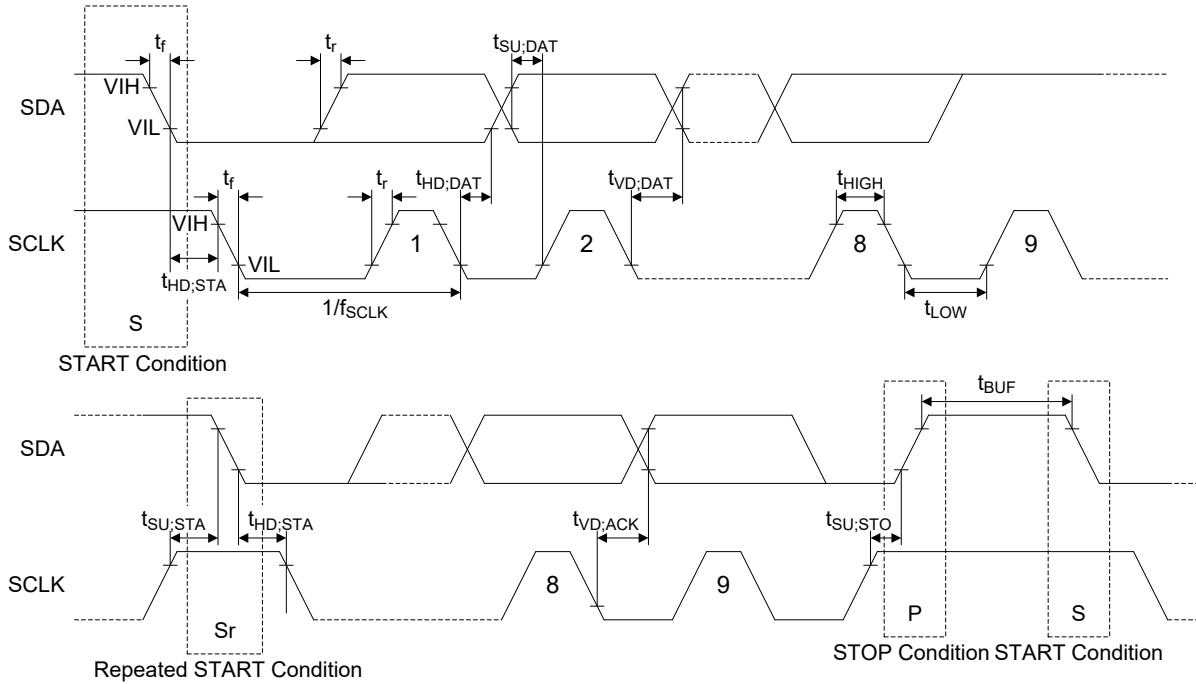 tf
tr
tSU;DAT
VIH
SDA
VIL
tf
tr
tHD;DAT
tVD;DAT
tHIGH
VIH
SCLK
1
2
8
9
VIL
tHD;STA
1/fSCLK
tLOW
S
START Condition
tBUF
SDA
tSU;STA
tHD;STA
tVD;ACK
tSU;STO
SCLK
8
9
Sr
P
S
Repeated START Condition
STOP Condition
START Condition